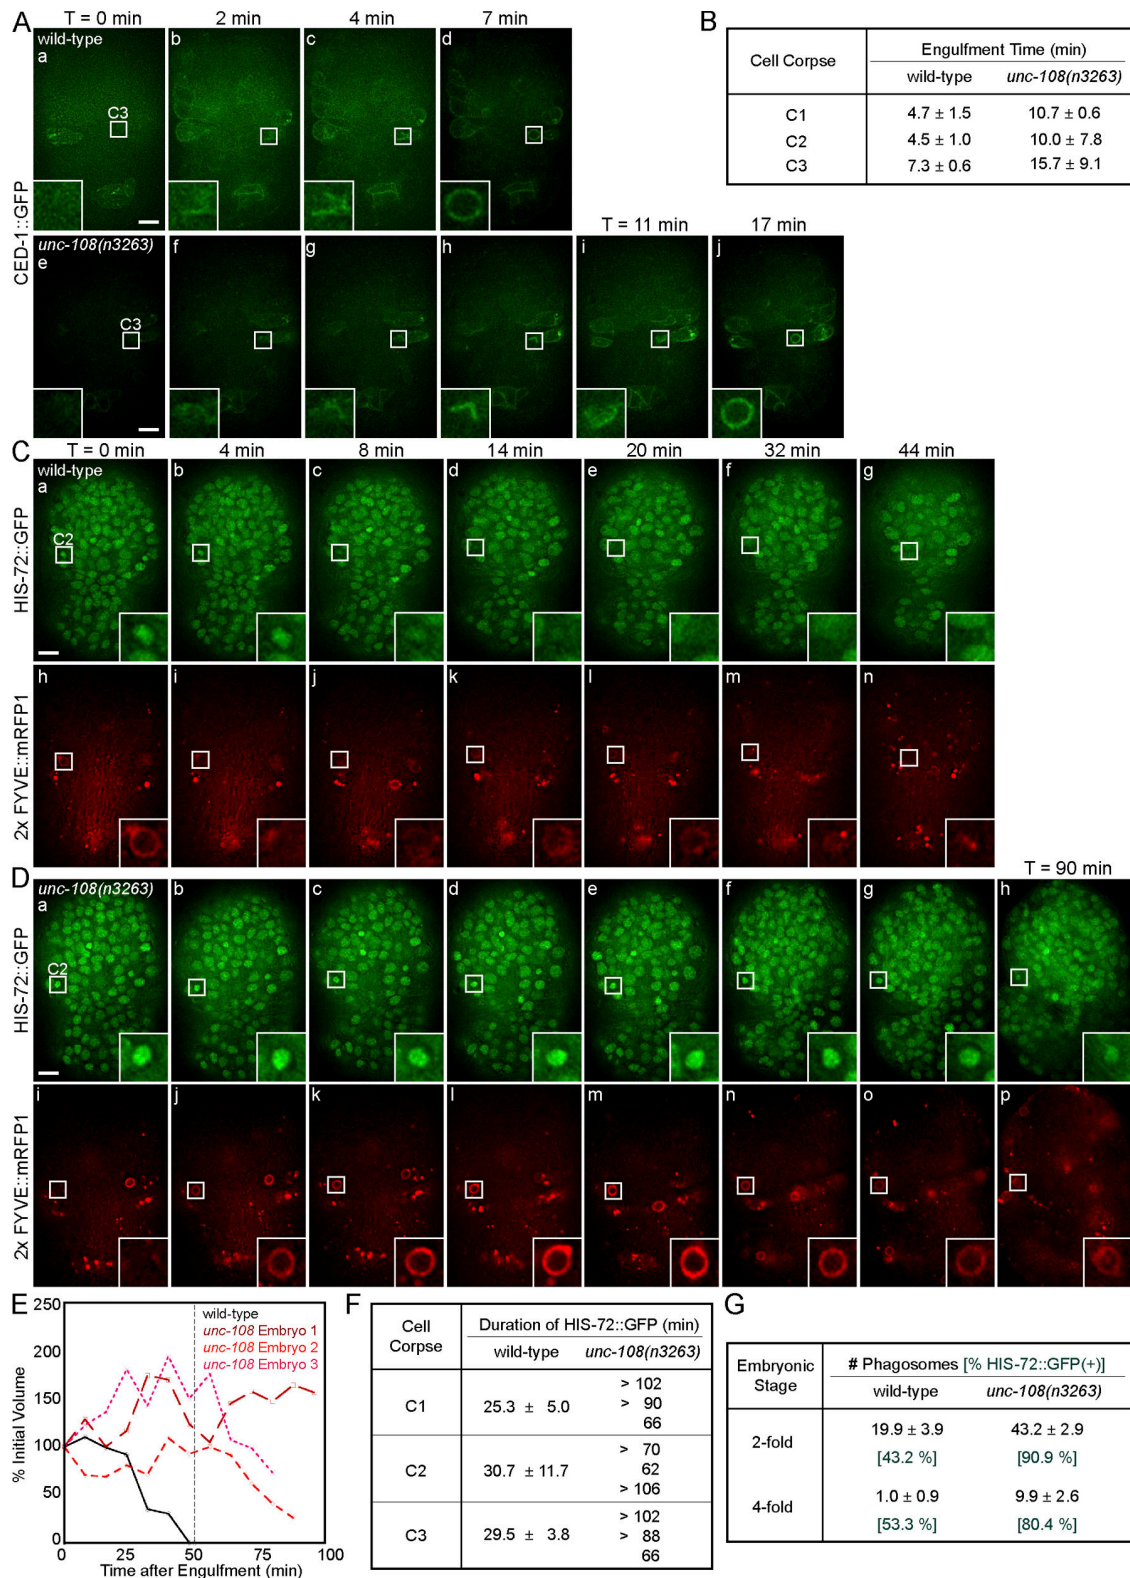 A
T = 0 min 2 min 4 min 7 min
wild-type
a b c d
C3
CED-1::GFP
T = 11 min 17 min
unc-108(n3263)
e f g h i j
C3
B
Cell Corpse Engulfment Time (min)
wild-type unc-108(n3263)
C1 4.7 ± 1.5 10.7 ± 0.6
C2 4.5 ± 1.0 10.0 ± 7.8
C3 7.3 ± 0.6 15.7 ± 9.1
C
T = 0 min 4 min 8 min 14 min 20 min 32 min 44 min
wild-type
a b c d e f g
C2
HIS-72::GFP
h i j k l m n
2x FYVE::mRFP1
D
T = 90 min
unc-108(n3263)
a b c d e f g h
C2
HIS-72::GFP
i j k l m n o p
2x FYVE::mRFP1
E
250
200
150
100
50
0
% Initial Volume
wild-type
unc-108 Embryo 1
unc-108 Embryo 2
unc-108 Embryo 3
0 25 50 75 100
Time after Engulfment (min)
F
Cell Corpse Duration of HIS-72::GFP (min)
wild-type unc-108(n3263)
C1 25.3 ± 5.0
> 102
> 90
66
C2 30.7 ± 11.7
> 70
62
> 106
C3 29.5 ± 3.8
> 102
> 88
66
G
Embryonic Stage # Phagosomes [% HIS-72::GFP(+)]
wild-type unc-108(n3263)
2-fold 19.9 ± 3.9 43.2 ± 2.9
[43.2 %] [90.9 %]
4-fold 1.0 ± 0.9 9.9 ± 2.6
[53.3 %] [80.4 %]